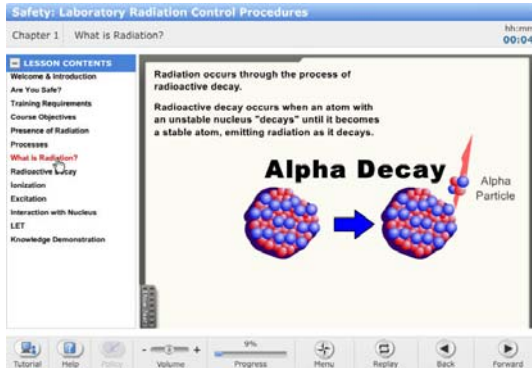 Safety: Laboratory Radiation Control Procedures
Chapter 1 What is Radiation?
hh:mm
00:04
LESSON CONTENTS
Welcome & Introduction
Are You Safe?
Training Requirements
Course Objectives
Presence of Radiation
Processes
What is Radiation?
Radioactive Decay
Ionization
Excitation
Interaction with Nucleus
LET
Knowledge Demonstration
Radiation occurs through the process of
radioactive decay.
Radioactive decay occurs when an atom with
an unstable nucleus "decays" until it becomes
a stable atom, emitting radiation as it decays.
Alpha Decay
Alpha
Particle
9%
Tutorial
Help
Policy
- +
Volume
Progress
Menu
Replay
Back
Forward